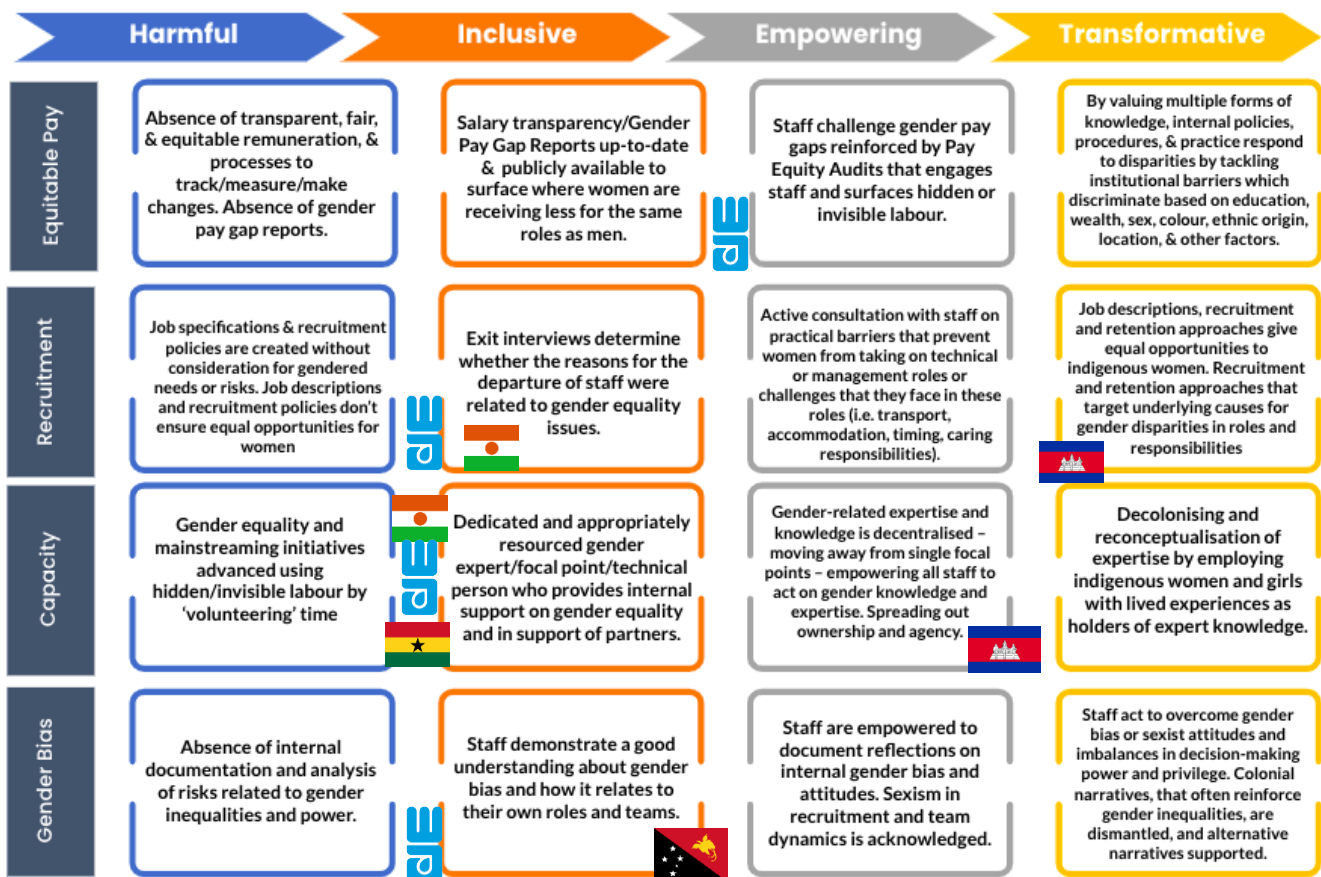 Harmful
Inclusive
Empowering
Transformative
Equitable Pay
Absence of transparent, fair,
& equitable remuneration, &
processes to
track/measure/make
changes. Absence of gender
pay gap reports.
Salary transparency/Gender
Pay Gap Reports up-to-date
& publicly available to
surface where women are
receiving less for the same
roles as men.
Staff challenge gender pay
gaps reinforced by Pay
Equity Audits that engages
staff and surfaces hidden or
invisible labour.
By valuing multiple forms of
knowledge, internal policies,
procedures, & practice respond
to disparities by tackling
institutional barriers which
discriminate based on education,
wealth, sex, colour, ethnic origin,
location, & other factors.
Recruitment
Job specifications & recruitment
policies are created without
consideration for gendered
needs or risks. Job descriptions
and recruitment policies don't
ensure equal opportunities for
women
Exit interviews determine
whether the reasons for the
departure of staff were
related to gender equality
issues.
Active consultation with staff on
practical barriers that prevent
women from taking on technical
or management roles or
challenges that they face in these
roles (i.e. transport,
accommodation, timing, caring
responsibilities).
Job descriptions, recruitment
and retention approaches give
equal opportunities to
indigenous women. Recruitment
and retention approaches that
target underlying causes for
gender disparities in roles and
responsibilities
Capacity
Gender equality and
mainstreaming initiatives
advanced using
hidden/invisible labour by
'volunteering' time
Dedicated and appropriately
resourced gender
expert/focal point/technical
person who provides internal
support on gender equality
and in support of partners.
Gender-related expertise and
knowledge is decentralised –
moving away from single focal
points – empowering all staff to
act on gender knowledge and
expertise. Spreading out
ownership and agency.
Decolonising and
reconceptualisation of
expertise by employing
indigenous women and girls
with lived experiences as
holders of expert knowledge.
Gender Bias
Absence of internal
documentation and analysis
of risks related to gender
inequalities and power.
Staff demonstrate a good
understanding about gender
bias and how it relates to
their own roles and teams.
Staff are empowered to
document reflections on
internal gender bias and
attitudes. Sexism in
recruitment and team
dynamics is acknowledged.
Staff act to overcome gender
bias or sexist attitudes and
imbalances in decision-making
power and privilege. Colonial
narratives, that often reinforce
gender inequalities, are
dismantled, and alternative
narratives supported.